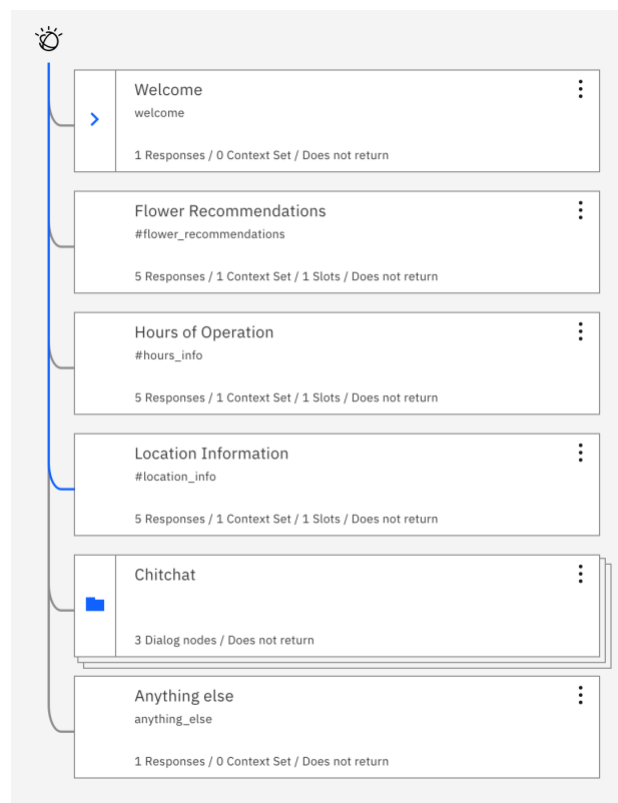 Welcome
welcome
1 Responses / 0 Context Set / Does not return
Flower Recommendations
#flower_recommendations
5 Responses / 1 Context Set / 1 Slots / Does not return
Hours of Operation
#hours_info
5 Responses / 1 Context Set / 1 Slots / Does not return
Location Information
#location_info
5 Responses / 1 Context Set / 1 Slots / Does not return
Chitchat
3 Dialog nodes / Does not return
Anything else
anything_else
1 Responses / 0 Context Set / Does not return